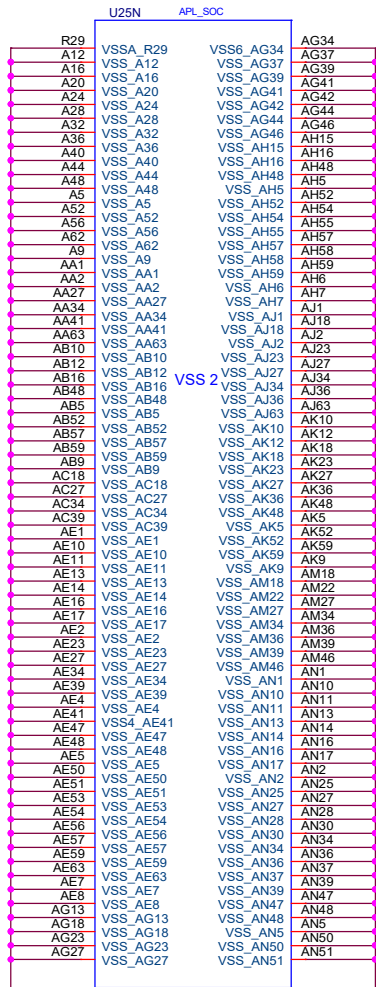 U25N APL_SOC
R29 VSSA_R29 VSS6_AG34 AG34
A12 VSS_A12 VSS_AG37 AG37
A16 VSS_A16 VSS_AG39 AG39
A20 VSS_A20 VSS_AG41 AG41
A24 VSS_A24 VSS_AG42 AG42
A28 VSS_A28 VSS_AG44 AG44
A32 VSS_A32 VSS_AG46 AG46
A36 VSS_A36 VSS_AH15 AH15
A40 VSS_A40 VSS_AH16 AH16
A44 VSS_A44 VSS_AH48 AH48
A48 VSS_A48 VSS_AH5 AH5
A5 VSS_A5 VSS_AH52 AH52
A52 VSS_A52 VSS_AH54 AH54
A56 VSS_A56 VSS_AH55 AH55
A62 VSS_A62 VSS_AH57 AH57
A9 VSS_A9 VSS_AH58 AH58
AA1 VSS_AA1 VSS_AH59 AH59
AA2 VSS_AA2 VSS_AH6 AH6
AA27 VSS_AA27 VSS_AH7 AH7
AA34 VSS_AA34 VSS_AJ1 AJ1
AA41 VSS_AA41 VSS_AJ18 AJ18
AA63 VSS_AA63 VSS_AJ2 AJ2
AB10 VSS_AB10 VSS_AJ23 AJ23
AB12 VSS_AB12 VSS_AJ27 AJ27
VSS 2
AB16 VSS_AB16 VSS_AJ34 AJ34
AB48 VSS_AB48 VSS_AJ36 AJ36
AB5 VSS_AB5 VSS_AJ63 AJ63
AB52 VSS_AB52 VSS_AK10 AK10
AB57 VSS_AB57 VSS_AK12 AK12
AB59 VSS_AB59 VSS_AK18 AK18
AB9 VSS_AB9 VSS_AK23 AK23
AC18 VSS_AC18 VSS_AK27 AK27
AC27 VSS_AC27 VSS_AK36 AK36
AC34 VSS_AC34 VSS_AK48 AK48
AC39 VSS_AC39 VSS_AK5 AK5
AE1 VSS_AE1 VSS_AK52 AK52
AE10 VSS_AE10 VSS_AK59 AK59
AE11 VSS_AE11 VSS_AK9 AK9
AE13 VSS_AE13 VSS_AM18 AM18
AE14 VSS_AE14 VSS_AM22 AM22
AE16 VSS_AE16 VSS_AM27 AM27
AE17 VSS_AE17 VSS_AM34 AM34
AE2 VSS_AE2 VSS_AM36 AM36
AE23 VSS_AE23 VSS_AM39 AM39
AE27 VSS_AE27 VSS_AM46 AM46
AE34 VSS_AE34 VSS_AN1 AN1
AE39 VSS_AE39 VSS_AN10 AN10
AE4 VSS_AE4 VSS_AN11 AN11
AE41 VSS4_AE41 VSS_AN13 AN13
AE47 VSS_AE47 VSS_AN14 AN14
AE48 VSS_AE48 VSS_AN16 AN16
AE5 VSS_AE5 VSS_AN17 AN17
AE50 VSS_AE50 VSS_AN2 AN2
AE51 VSS_AE51 VSS_AN25 AN25
AE53 VSS_AE53 VSS_AN27 AN27
AE54 VSS_AE54 VSS_AN28 AN28
AE56 VSS_AE56 VSS_AN30 AN30
AE57 VSS_AE57 VSS_AN34 AN34
AE59 VSS_AE59 VSS_AN36 AN36
AE63 VSS_AE63 VSS_AN37 AN37
AE7 VSS_AE7 VSS_AN39 AN39
AE8 VSS_AE8 VSS_AN47 AN47
AG13 VSS_AG13 VSS_AN48 AN48
AG18 VSS_AG18 VSS_AN5 AN5
AG23 VSS_AG23 VSS_AN50 AN50
AG27 VSS_AG27 VSS_AN51 AN51